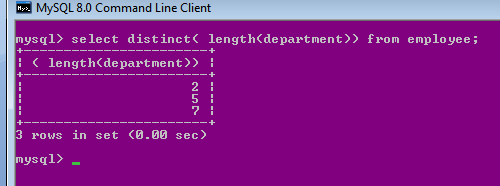 MySQL 8.0 Command Line Client
mysql> select distinct( length(department)) from employee;
+-----------------------+
| ( length(department)) |
+-----------------------+
|                     2 |
|                     5 |
|                     7 |
+-----------------------+
3 rows in set (0.00 sec)
mysql>